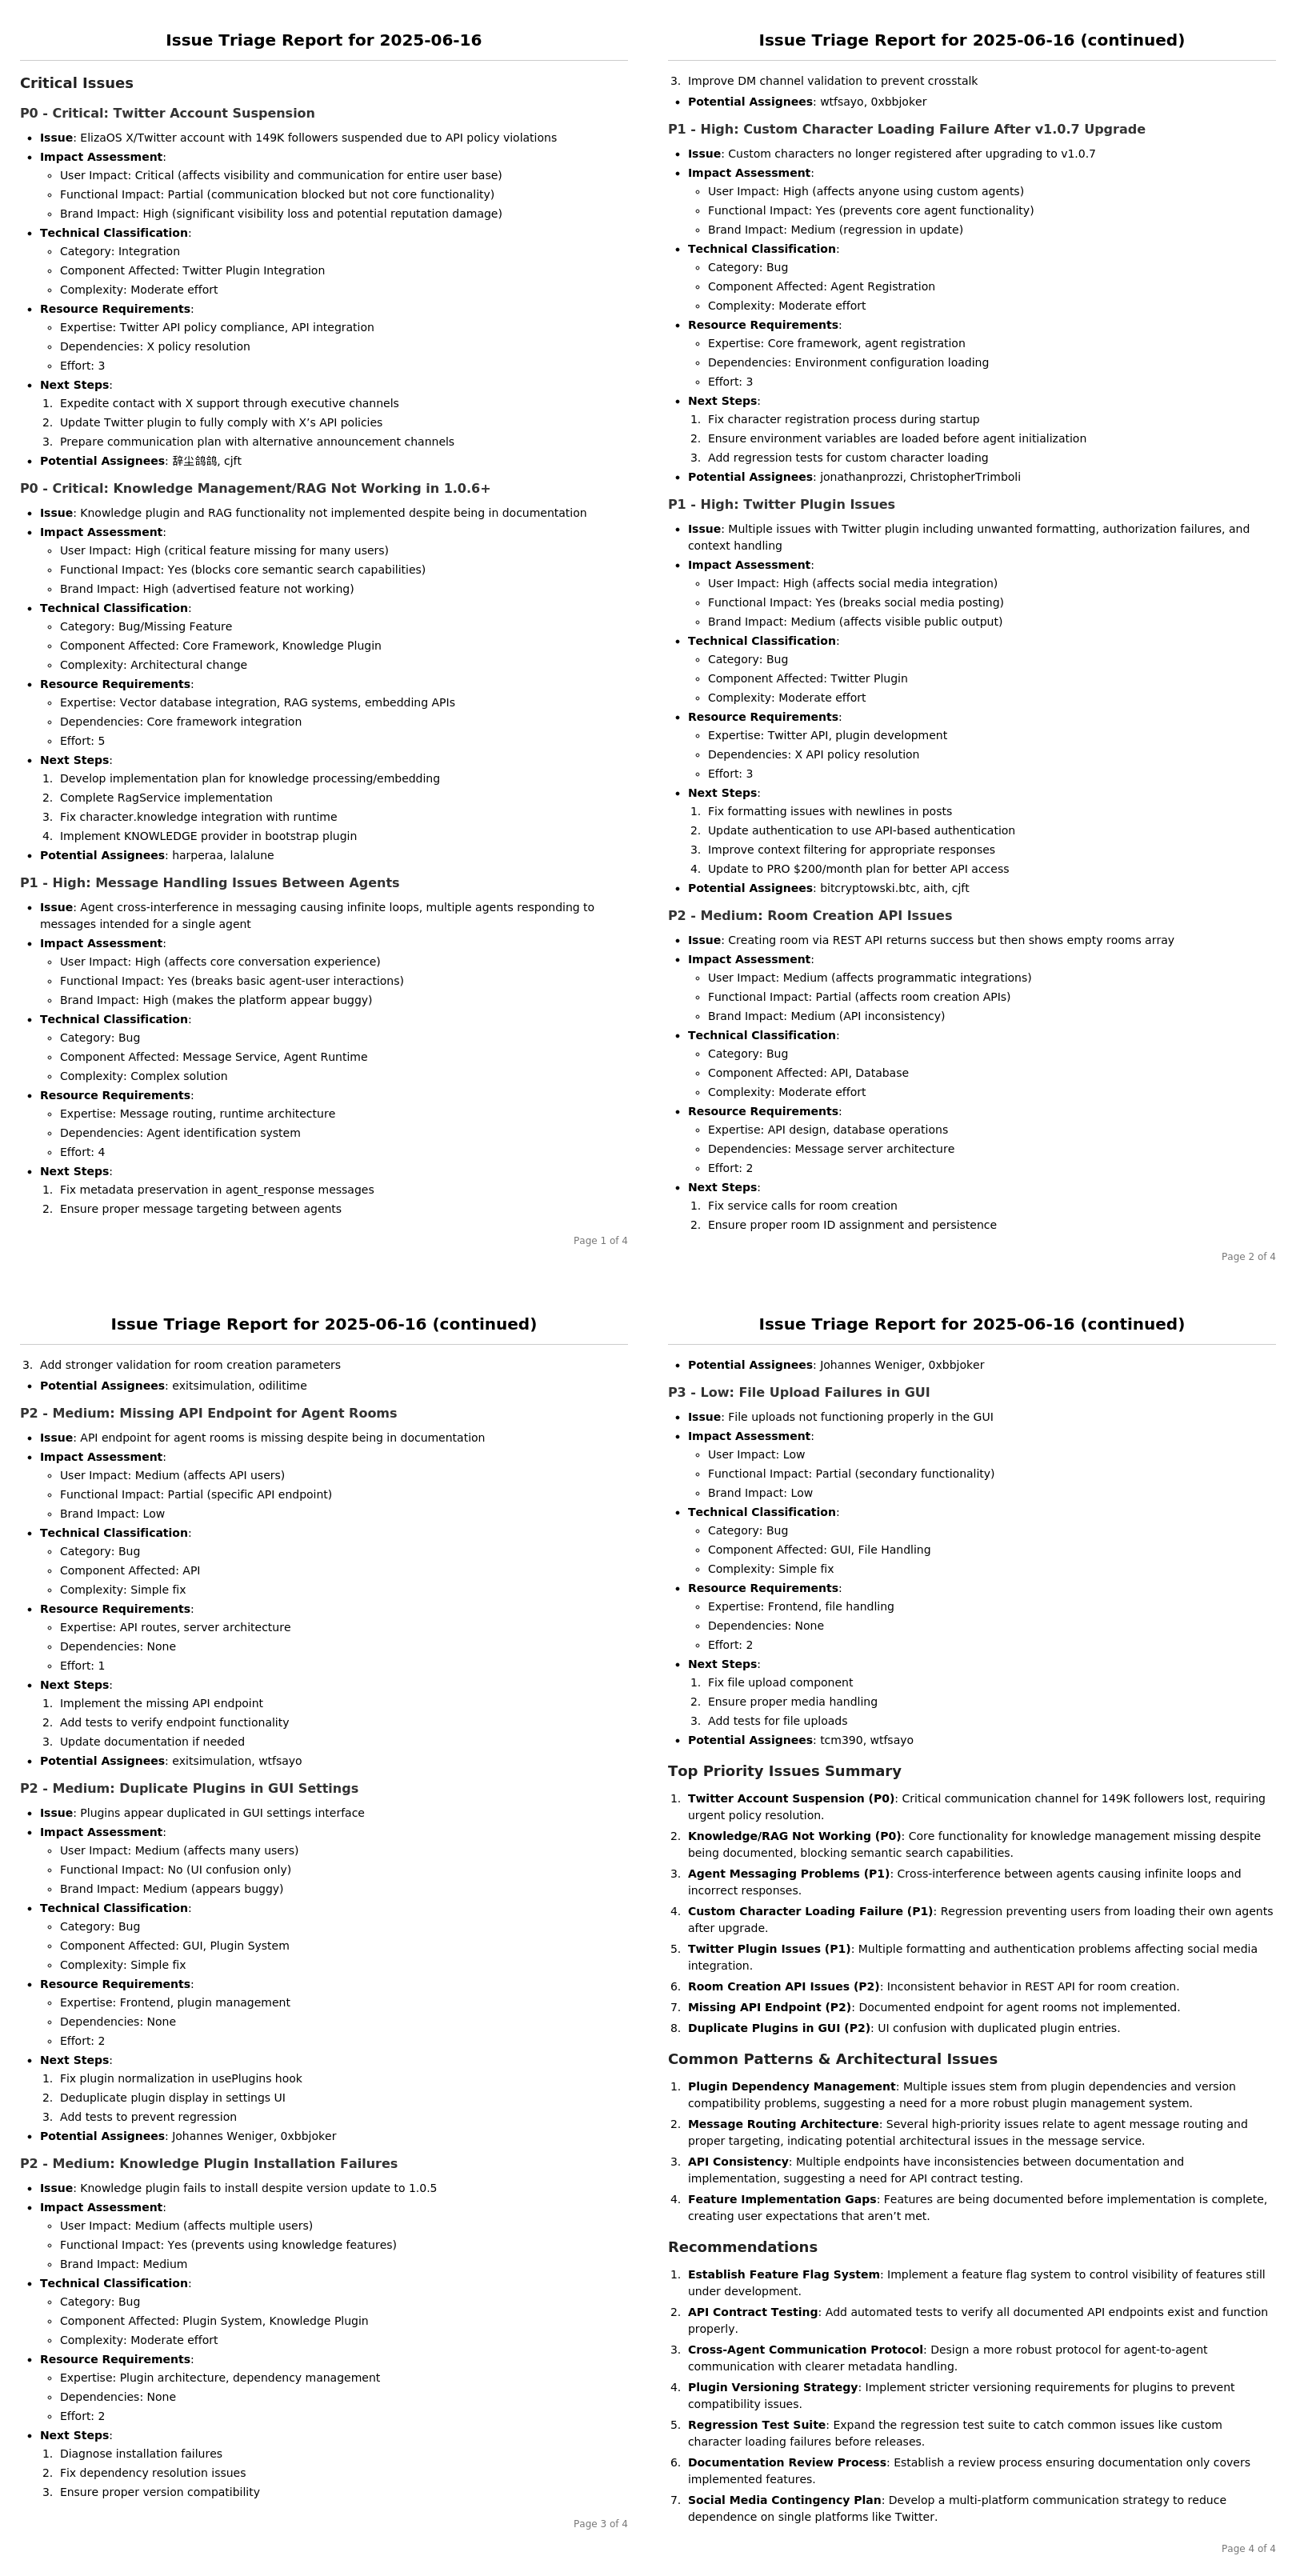 Issue Triage Report for 2025-06-16
Critical Issues
P0 - Critical: Twitter Account Suspension
• Issue: ElizaOS X/Twitter account with 149K followers suspended due to API policy violations
• Impact Assessment:
◦ User Impact: Critical (affects visibility and communication for entire user base)
◦ Functional Impact: Partial (communication blocked but not core functionality)
◦ Brand Impact: High (significant visibility loss and potential reputation damage)
• Technical Classification:
◦ Category: Integration
◦ Component Affected: Twitter Plugin Integration
◦ Complexity: Moderate effort
• Resource Requirements:
◦ Expertise: Twitter API policy compliance, API integration
◦ Dependencies: X policy resolution
◦ Effort: 3
• Next Steps:
1. Expedite contact with X support through executive channels
2. Update Twitter plugin to fully comply with X’s API policies
3. Prepare communication plan with alternative announcement channels
• Potential Assignees: 辞尘鸽鸽, cjft
P0 - Critical: Knowledge Management/RAG Not Working in 1.0.6+
• Issue: Knowledge plugin and RAG functionality not implemented despite being in documentation
• Impact Assessment:
◦ User Impact: High (critical feature missing for many users)
◦ Functional Impact: Yes (blocks core semantic search capabilities)
◦ Brand Impact: High (advertised feature not working)
• Technical Classification:
◦ Category: Bug/Missing Feature
◦ Component Affected: Core Framework, Knowledge Plugin
◦ Complexity: Architectural change
• Resource Requirements:
◦ Expertise: Vector database integration, RAG systems, embedding APIs
◦ Dependencies: Core framework integration
◦ Effort: 5
• Next Steps:
1. Develop implementation plan for knowledge processing/embedding
2. Complete RagService implementation
3. Fix character.knowledge integration with runtime
4. Implement KNOWLEDGE provider in bootstrap plugin
• Potential Assignees: harperaa, lalalune
P1 - High: Message Handling Issues Between Agents
• Issue: Agent cross-interference in messaging causing infinite loops, multiple agents responding to
messages intended for a single agent
• Impact Assessment:
◦ User Impact: High (affects core conversation experience)
◦ Functional Impact: Yes (breaks basic agent-user interactions)
◦ Brand Impact: High (makes the platform appear buggy)
• Technical Classification:
◦ Category: Bug
◦ Component Affected: Message Service, Agent Runtime
◦ Complexity: Complex solution
• Resource Requirements:
◦ Expertise: Message routing, runtime architecture
◦ Dependencies: Agent identification system
◦ Effort: 4
• Next Steps:
1. Fix metadata preservation in agent_response messages
2. Ensure proper message targeting between agents
Page 1 of 4
Issue Triage Report for 2025-06-16 (continued)
3. Improve DM channel validation to prevent crosstalk
• Potential Assignees: wtfsayo, 0xbbjoker
P1 - High: Custom Character Loading Failure After v1.0.7 Upgrade
• Issue: Custom characters no longer registered after upgrading to v1.0.7
• Impact Assessment:
◦ User Impact: High (affects anyone using custom agents)
◦ Functional Impact: Yes (prevents core agent functionality)
◦ Brand Impact: Medium (regression in update)
• Technical Classification:
◦ Category: Bug
◦ Component Affected: Agent Registration
◦ Complexity: Moderate effort
• Resource Requirements:
◦ Expertise: Core framework, agent registration
◦ Dependencies: Environment configuration loading
◦ Effort: 3
• Next Steps:
1. Fix character registration process during startup
2. Ensure environment variables are loaded before agent initialization
3. Add regression tests for custom character loading
• Potential Assignees: jonathanprozzi, ChristopherTrimboli
P1 - High: Twitter Plugin Issues
• Issue: Multiple issues with Twitter plugin including unwanted formatting, authorization failures, and
context handling
• Impact Assessment:
◦ User Impact: High (affects social media integration)
◦ Functional Impact: Yes (breaks social media posting)
◦ Brand Impact: Medium (affects visible public output)
• Technical Classification:
◦ Category: Bug
◦ Component Affected: Twitter Plugin
◦ Complexity: Moderate effort
• Resource Requirements:
◦ Expertise: Twitter API, plugin development
◦ Dependencies: X API policy resolution
◦ Effort: 3
• Next Steps:
1. Fix formatting issues with newlines in posts
2. Update authentication to use API-based authentication
3. Improve context filtering for appropriate responses
4. Update to PRO $200/month plan for better API access
• Potential Assignees: bitcryptowski.btc, aith, cjft
P2 - Medium: Room Creation API Issues
• Issue: Creating room via REST API returns success but then shows empty rooms array
• Impact Assessment:
◦ User Impact: Medium (affects programmatic integrations)
◦ Functional Impact: Partial (affects room creation APIs)
◦ Brand Impact: Medium (API inconsistency)
• Technical Classification:
◦ Category: Bug
◦ Component Affected: API, Database
◦ Complexity: Moderate effort
• Resource Requirements:
◦ Expertise: API design, database operations
◦ Dependencies: Message server architecture
◦ Effort: 2
• Next Steps:
1. Fix service calls for room creation
2. Ensure proper room ID assignment and persistence
Page 2 of 4
Issue Triage Report for 2025-06-16 (continued)
3. Add stronger validation for room creation parameters
• Potential Assignees: exitsimulation, odilitime
P2 - Medium: Missing API Endpoint for Agent Rooms
• Issue: API endpoint for agent rooms is missing despite being in documentation
• Impact Assessment:
◦ User Impact: Medium (affects API users)
◦ Functional Impact: Partial (specific API endpoint)
◦ Brand Impact: Low
• Technical Classification:
◦ Category: Bug
◦ Component Affected: API
◦ Complexity: Simple fix
• Resource Requirements:
◦ Expertise: API routes, server architecture
◦ Dependencies: None
◦ Effort: 1
• Next Steps:
1. Implement the missing API endpoint
2. Add tests to verify endpoint functionality
3. Update documentation if needed
• Potential Assignees: exitsimulation, wtfsayo
P2 - Medium: Duplicate Plugins in GUI Settings
• Issue: Plugins appear duplicated in GUI settings interface
• Impact Assessment:
◦ User Impact: Medium (affects many users)
◦ Functional Impact: No (UI confusion only)
◦ Brand Impact: Medium (appears buggy)
• Technical Classification:
◦ Category: Bug
◦ Component Affected: GUI, Plugin System
◦ Complexity: Simple fix
• Resource Requirements:
◦ Expertise: Frontend, plugin management
◦ Dependencies: None
◦ Effort: 2
• Next Steps:
1. Fix plugin normalization in usePlugins hook
2. Deduplicate plugin display in settings UI
3. Add tests to prevent regression
• Potential Assignees: Johannes Weniger, 0xbbjoker
P2 - Medium: Knowledge Plugin Installation Failures
• Issue: Knowledge plugin fails to install despite version update to 1.0.5
• Impact Assessment:
◦ User Impact: Medium (affects multiple users)
◦ Functional Impact: Yes (prevents using knowledge features)
◦ Brand Impact: Medium
• Technical Classification:
◦ Category: Bug
◦ Component Affected: Plugin System, Knowledge Plugin
◦ Complexity: Moderate effort
• Resource Requirements:
◦ Expertise: Plugin architecture, dependency management
◦ Dependencies: None
◦ Effort: 2
• Next Steps:
1. Diagnose installation failures
2. Fix dependency resolution issues
3. Ensure proper version compatibility
Page 3 of 4
Issue Triage Report for 2025-06-16 (continued)
• Potential Assignees: Johannes Weniger, 0xbbjoker
P3 - Low: File Upload Failures in GUI
• Issue: File uploads not functioning properly in the GUI
• Impact Assessment:
◦ User Impact: Low
◦ Functional Impact: Partial (secondary functionality)
◦ Brand Impact: Low
• Technical Classification:
◦ Category: Bug
◦ Component Affected: GUI, File Handling
◦ Complexity: Simple fix
• Resource Requirements:
◦ Expertise: Frontend, file handling
◦ Dependencies: None
◦ Effort: 2
• Next Steps:
1. Fix file upload component
2. Ensure proper media handling
3. Add tests for file uploads
• Potential Assignees: tcm390, wtfsayo
Top Priority Issues Summary
1. Twitter Account Suspension (P0): Critical communication channel for 149K followers lost, requiring
urgent policy resolution.
2. Knowledge/RAG Not Working (P0): Core functionality for knowledge management missing despite
being documented, blocking semantic search capabilities.
3. Agent Messaging Problems (P1): Cross-interference between agents causing infinite loops and
incorrect responses.
4. Custom Character Loading Failure (P1): Regression preventing users from loading their own agents
after upgrade.
5. Twitter Plugin Issues (P1): Multiple formatting and authentication problems affecting social media
integration.
6. Room Creation API Issues (P2): Inconsistent behavior in REST API for room creation.
7. Missing API Endpoint (P2): Documented endpoint for agent rooms not implemented.
8. Duplicate Plugins in GUI (P2): UI confusion with duplicated plugin entries.
Common Patterns & Architectural Issues
1. Plugin Dependency Management: Multiple issues stem from plugin dependencies and version
compatibility problems, suggesting a need for a more robust plugin management system.
2. Message Routing Architecture: Several high-priority issues relate to agent message routing and
proper targeting, indicating potential architectural issues in the message service.
3. API Consistency: Multiple endpoints have inconsistencies between documentation and
implementation, suggesting a need for API contract testing.
4. Feature Implementation Gaps: Features are being documented before implementation is complete,
creating user expectations that aren’t met.
Recommendations
1. Establish Feature Flag System: Implement a feature flag system to control visibility of features still
under development.
2. API Contract Testing: Add automated tests to verify all documented API endpoints exist and function
properly.
3. Cross-Agent Communication Protocol: Design a more robust protocol for agent-to-agent
communication with clearer metadata handling.
4. Plugin Versioning Strategy: Implement stricter versioning requirements for plugins to prevent
compatibility issues.
5. Regression Test Suite: Expand the regression test suite to catch common issues like custom
character loading failures before releases.
6. Documentation Review Process: Establish a review process ensuring documentation only covers
implemented features.
7. Social Media Contingency Plan: Develop a multi-platform communication strategy to reduce
dependence on single platforms like Twitter.
Page 4 of 4